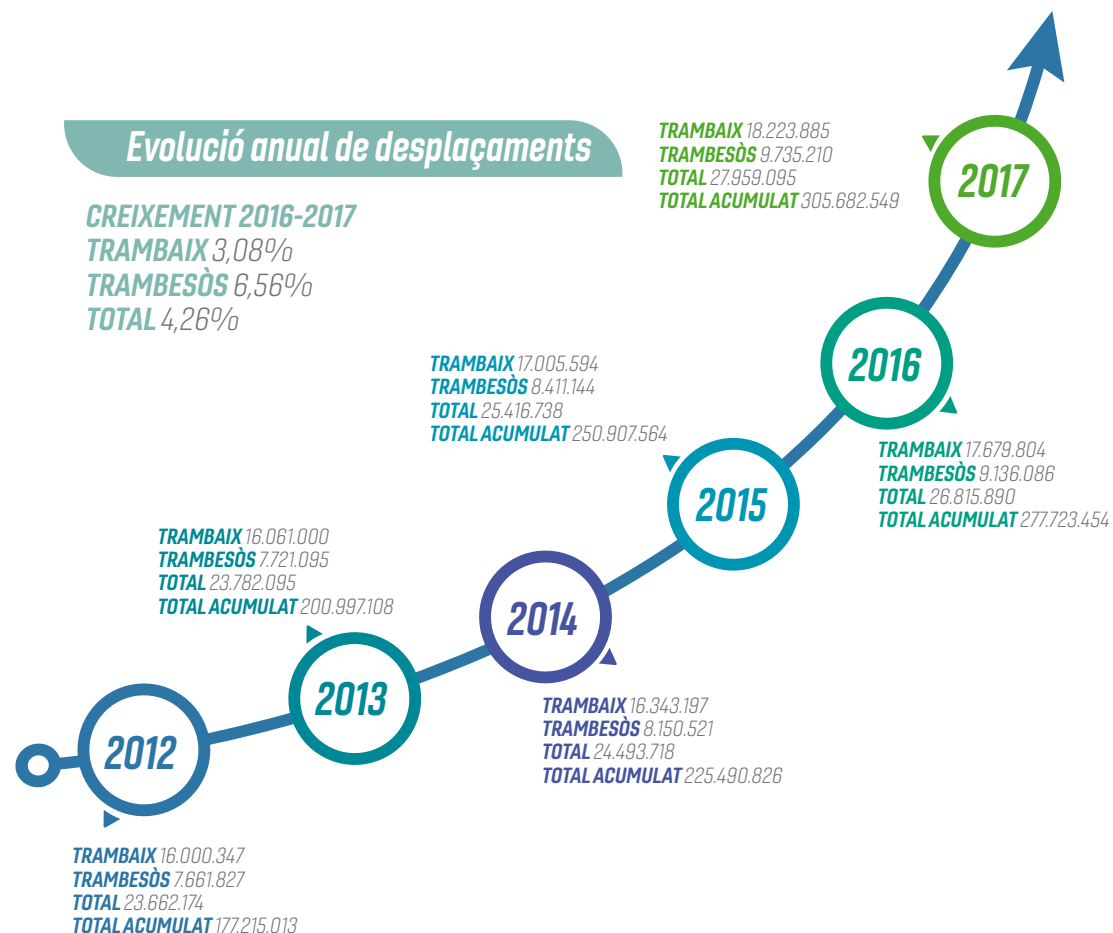 Evolució anual de desplaçaments
CREIXEMENT 2016-2017
TRAMBAIX 3,08%
TRAMBESÒS 6,56%
TOTAL 4,26%
2012
TRAMBAIX 16.000.347
TRAMBESÒS 7.661.827
TOTAL 23.662.174
TOTAL ACUMULAT 177.215.013
TRAMBAIX 16.061.000
TRAMBESÒS 7.721.095
TOTAL 23.782.095
TOTAL ACUMULAT 200.997.108
2013
2014
TRAMBAIX 16.343.197
TRAMBESÒS 8.150.521
TOTAL 24.493.718
TOTAL ACUMULAT 225.490.826
TRAMBAIX 17.005.594
TRAMBESÒS 8.411.144
TOTAL 25.416.738
TOTAL ACUMULAT 250.907.564
2015
2016
TRAMBAIX 17.679.804
TRAMBESÒS 9.136.086
TOTAL 26.815.890
TOTAL ACUMULAT 277.723.454
TRAMBAIX 18.223.885
TRAMBESÒS 9.735.210
TOTAL 27.959.095
TOTAL ACUMULAT 305.682.549
2017